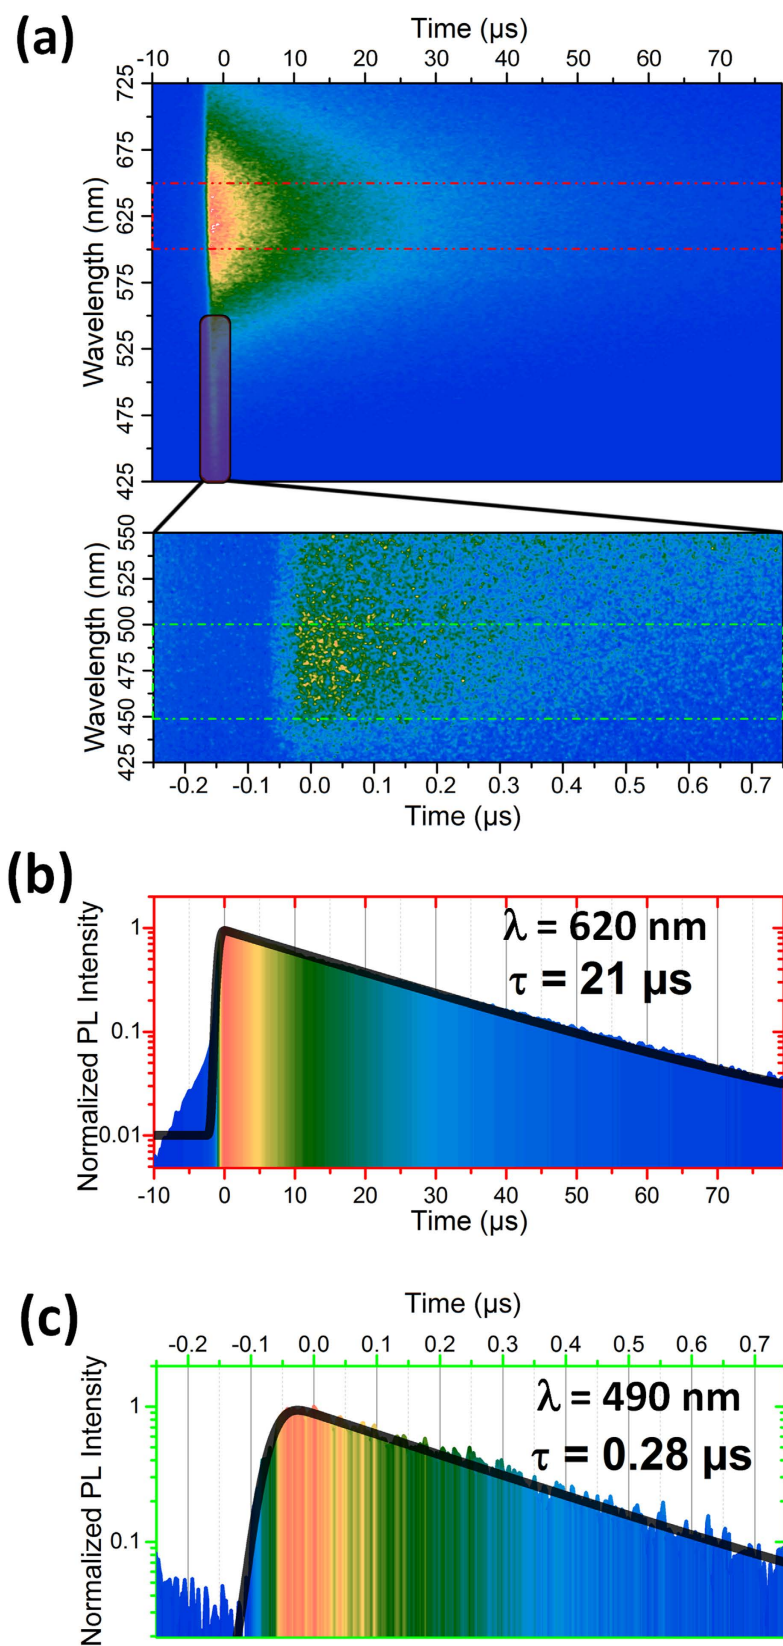 (a)
Time (µs)
-10 0 10 20 30 40 50 60 70
725
675
625
575
525
475
425
Wavelength (nm)
550
525
500
475
450
425
Wavelength (nm)
-0.2 -0.1 0.0 0.1 0.2 0.3 0.4 0.5 0.6 0.7
Time (µs)
(b)
λ = 620 nm
τ = 21 µs
1
0.1
0.01
Normalized PL Intensity
-10 0 10 20 30 40 50 60 70
Time (µs)
(c)
Time (µs)
-0.2 -0.1 0.0 0.1 0.2 0.3 0.4 0.5 0.6 0.7
λ = 490 nm
τ = 0.28 µs
1
0.1
Normalized PL Intensity